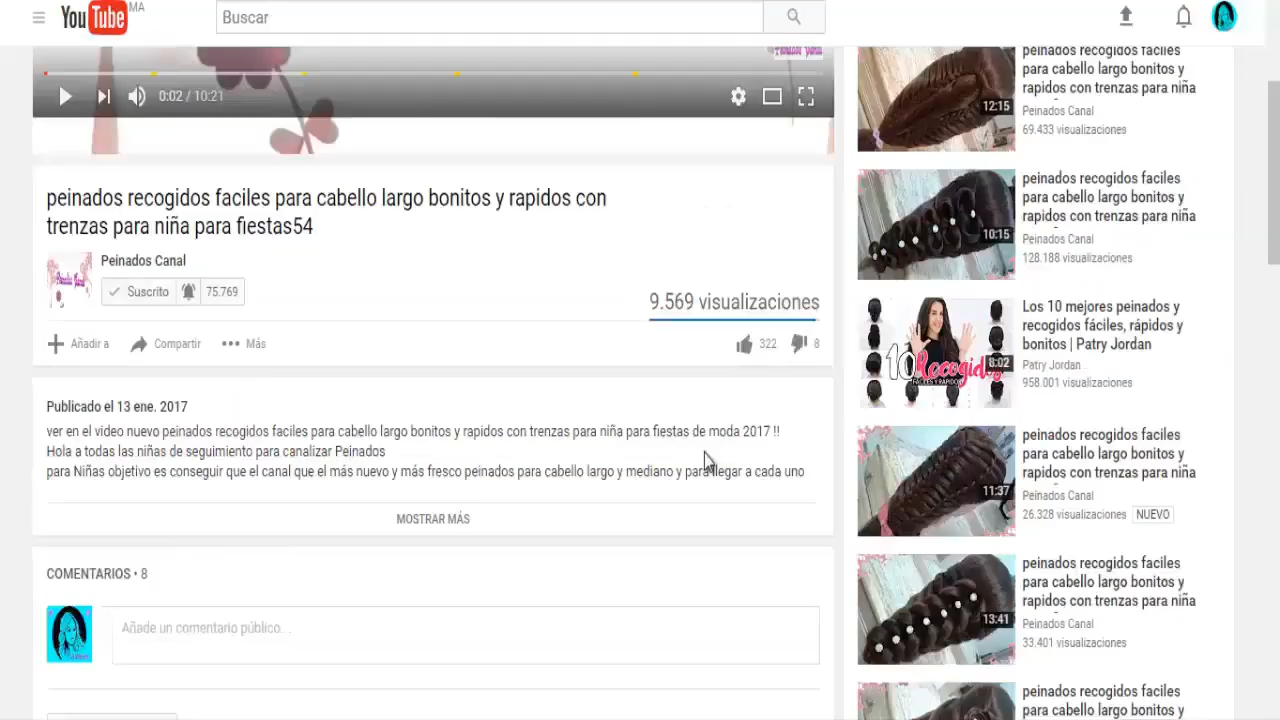 YouTube MA
Buscar
0:02 / 10:21
peinados recogidos faciles para cabello largo bonitos y rapidos con
trenzas para niña para fiestas54
Peinados Canal
Suscrito 75.769
9.569 visualizaciones
Añadir a Compartir Más 322 8
Publicado el 13 ene. 2017
ver en el video nuevo peinados recogidos faciles para cabello largo bonitos y rapidos con trenzas para niña para fiestas de moda 2017 !!
Hola a todas las niñas de seguimiento para canalizar Peinados
para Niñas objetivo es conseguir que el canal que el más nuevo y más fresco peinados para cabello largo y mediano y para llegar a cada uno
MOSTRAR MÁS
COMENTARIOS • 8
Añade un comentario público...
peinados recogidos faciles
para cabello largo bonitos y
rapidos con trenzas para niña
12:15
Peinados Canal
69.433 visualizaciones
peinados recogidos faciles
para cabello largo bonitos y
rapidos con trenzas para niña
10:15
Peinados Canal
128.188 visualizaciones
Los 10 mejores peinados y
recogidos fáciles, rápidos y
bonitos | Patry Jordan
10 Recogidos
FÁCILES Y RÁPIDOS
8:02
Patry Jordan
958.001 visualizaciones
peinados recogidos faciles
para cabello largo bonitos y
rapidos con trenzas para niña
11:37
Peinados Canal
26.328 visualizaciones NUEVO
peinados recogidos faciles
para cabello largo bonitos y
rapidos con trenzas para niña
13:41
Peinados Canal
33.401 visualizaciones
peinados recogidos faciles
para cabello largo bonitos y